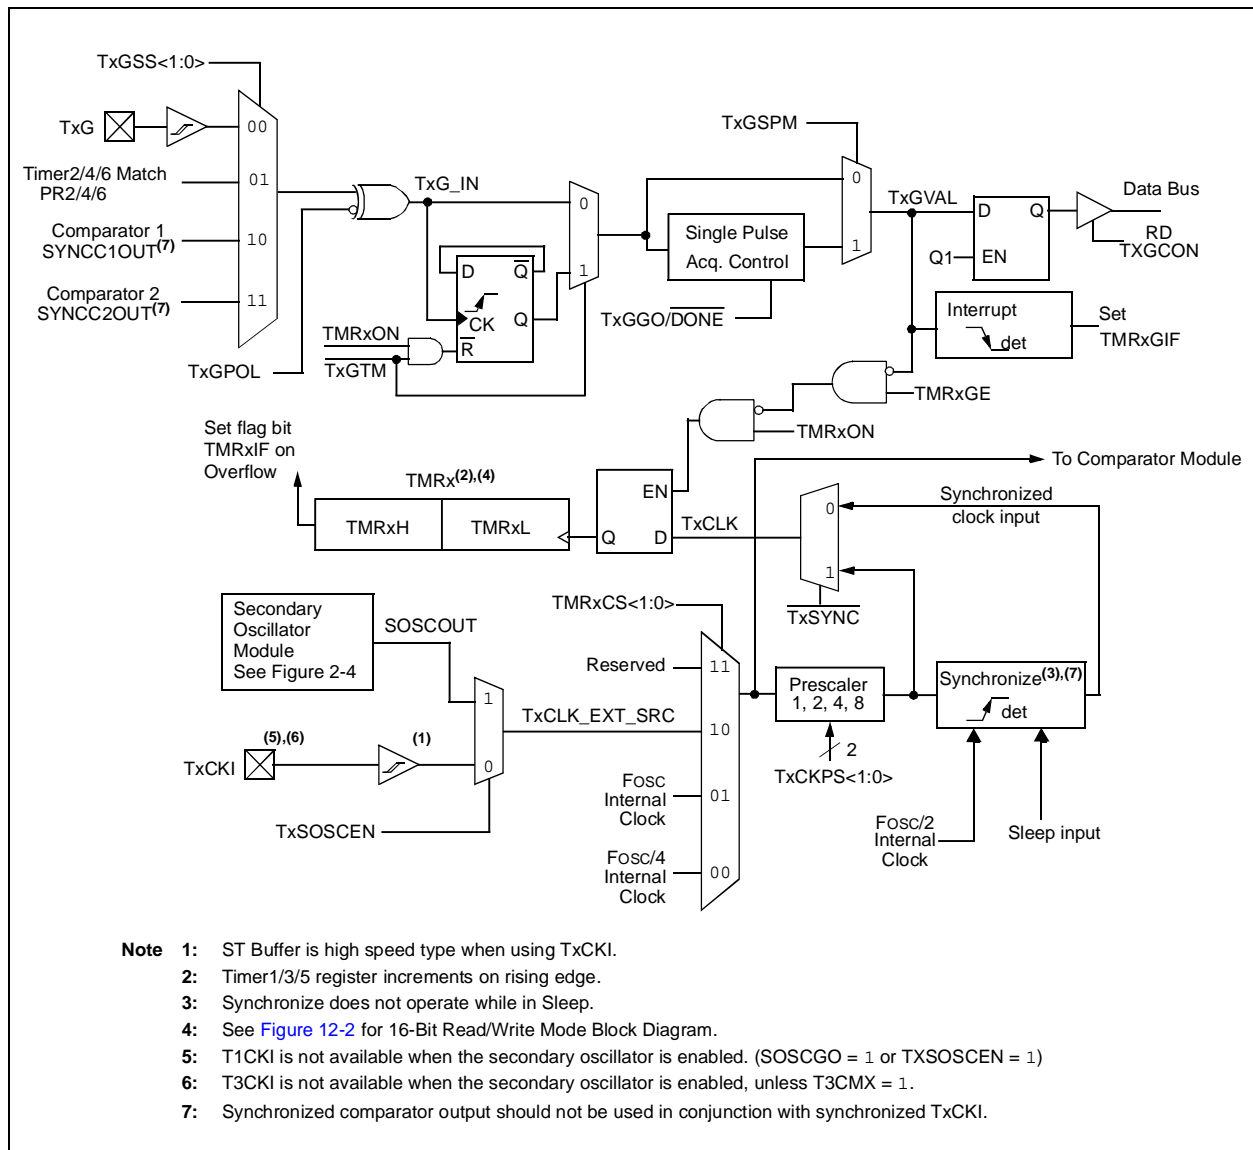 TxGSS<1:0>
TxG
00
Timer2/4/6 Match
PR2/4/6
01
Comparator 1
SYNCC1OUT(7)
10
Comparator 2
SYNCC2OUT(7)
11
TxGPOL
TxG_IN
0
1
D
Q
CK
Q
R
TMRxON
TxGTM
TxGSPM
0
1
Single Pulse
Acq. Control
TxGGO/DONE
TxGVAL
D
Q
Q1
EN
Data Bus
RD
TXGCON
Interrupt
det
Set
TMRxGIF
TMRxGE
TMRxON
Set flag bit
TMRxIF on
Overflow
TMRx(2),(4)
TMRxH
TMRxL
EN
Q
D
TxCLK
To Comparator Module
0
1
Synchronized
clock input
TxSYNC
Secondary
Oscillator
Module
See Figure 2-4
SOSCOUT
1
0
(5),(6)
(1)
TxCKI
TxSOSCEN
TxCLK_EXT_SRC
TMRxCS<1:0>
Reserved
11
10
FOSC
Internal
Clock
01
FOSC/4
Internal
Clock
00
Prescaler
1, 2, 4, 8
2
TxCKPS<1:0>
Synchronize(3),(7)
det
FOSC/2
Internal
Clock
Sleep input
Note 1: ST Buffer is high speed type when using TxCKI.
2: Timer1/3/5 register increments on rising edge.
3: Synchronize does not operate while in Sleep.
4: See Figure 12-2 for 16-Bit Read/Write Mode Block Diagram.
5: T1CKI is not available when the secondary oscillator is enabled. (SOSCGO = 1 or TXSOSCEN = 1)
6: T3CKI is not available when the secondary oscillator is enabled, unless T3CMX = 1.
7: Synchronized comparator output should not be used in conjunction with synchronized TxCKI.